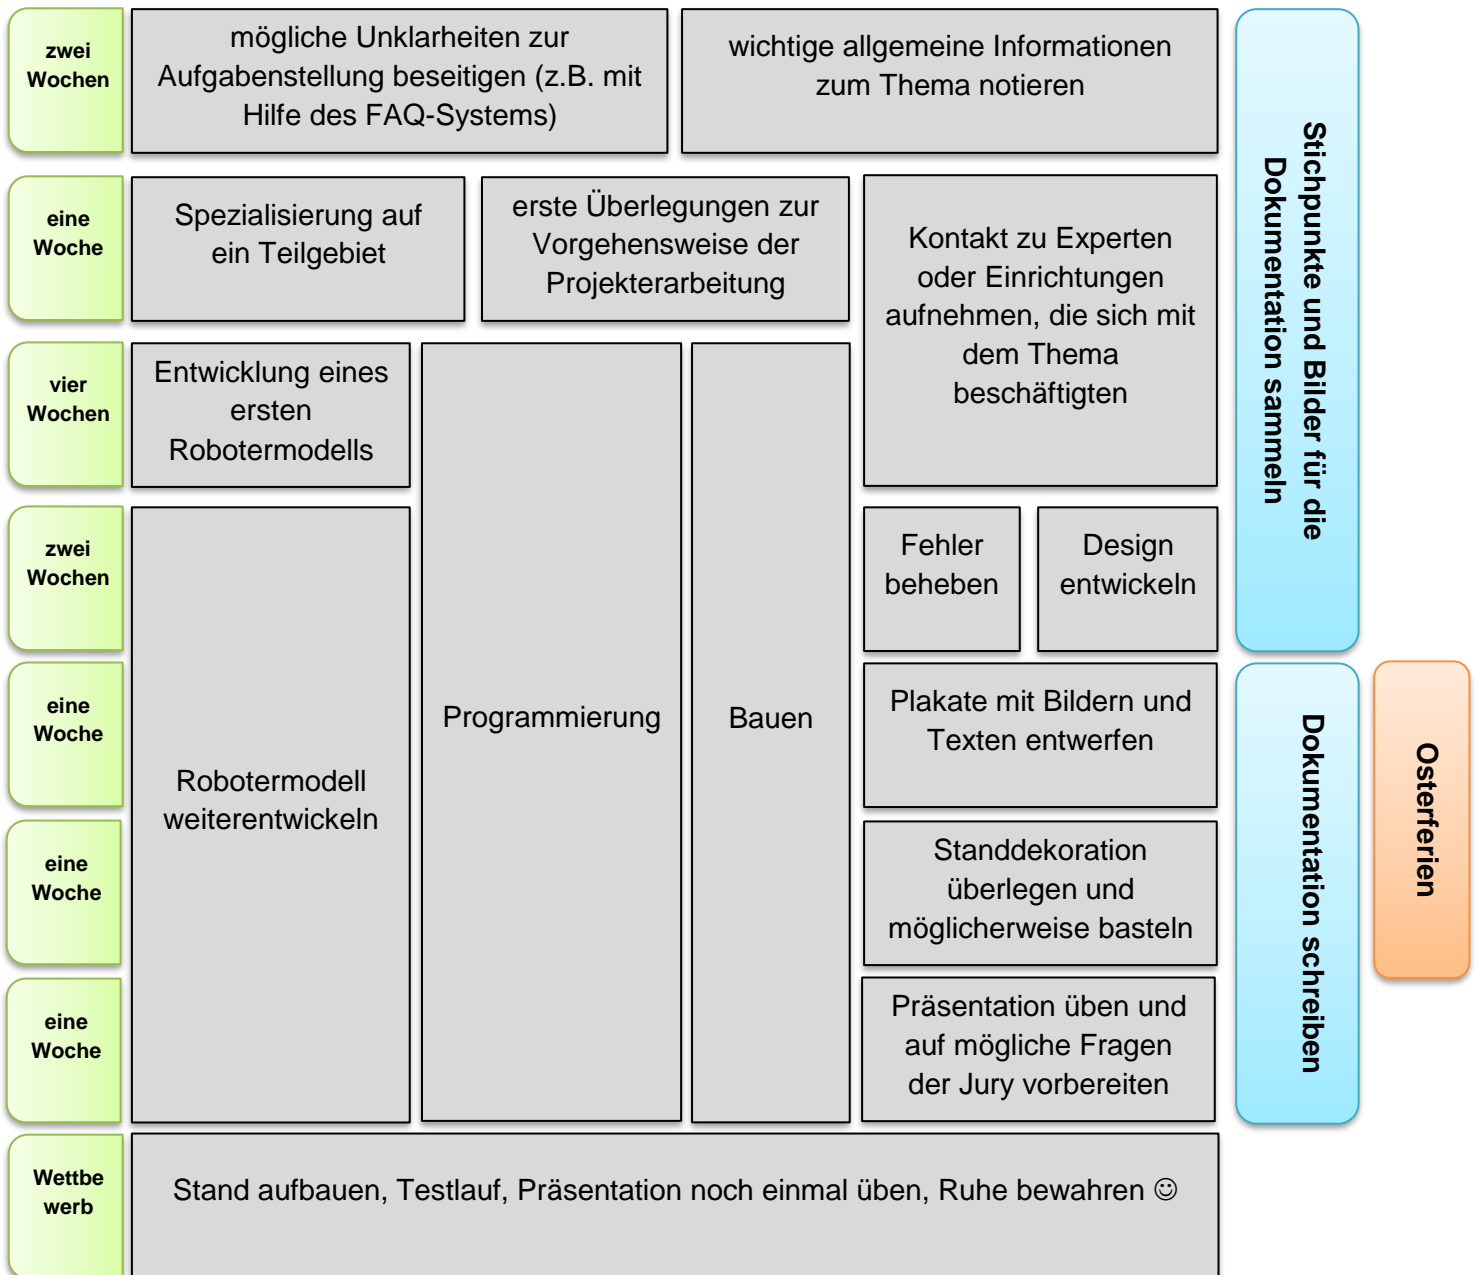 zwei
Wochen
mögliche Unklarheiten zur
Aufgabenstellung beseitigen (z.B. mit
Hilfe des FAQ-Systems)
wichtige allgemeine Informationen
zum Thema notieren
Stichpunkte und Bilder für die
Dokumentation sammeln
eine
Woche
Spezialisierung auf
ein Teilgebiet
erste Überlegungen zur
Vorgehensweise der
Projekterarbeitung
Kontakt zu Experten
oder Einrichtungen
aufnehmen, die sich mit
dem Thema
beschäftigten
vier
Wochen
Entwicklung eines
ersten
Robotermodells
Programmierung
Bauen
zwei
Wochen
Robotermodell
weiterentwickeln
Fehler
beheben
Design
entwickeln
eine
Woche
Plakate mit Bildern und
Texten entwerfen
Dokumentation schreiben
Osterferien
eine
Woche
Standdekoration
überlegen und
möglicherweise basteln
eine
Woche
Präsentation üben und
auf mögliche Fragen
der Jury vorbereiten
Wettbe
werb
Stand aufbauen, Testlauf, Präsentation noch einmal üben, Ruhe bewahren ☺